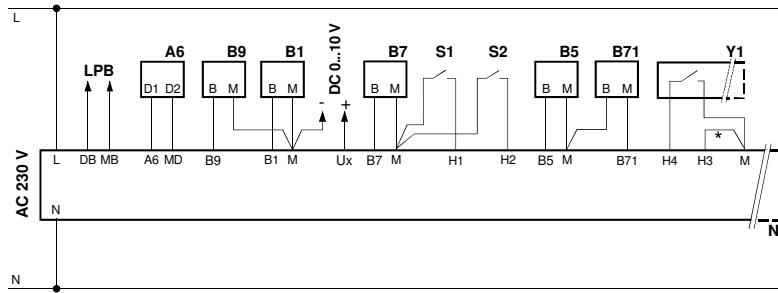 L
LPB A6 B9 B1 DC 0...10 V B7 S1 S2 B5 B71 Y1
D1 D2 B M B M - + B M B M B M
*
AC 230 V
L DB MB A6 MD B9 B1 M Ux B7 M H1 H2 B5 M B71 H4 H3 M
N
N
N